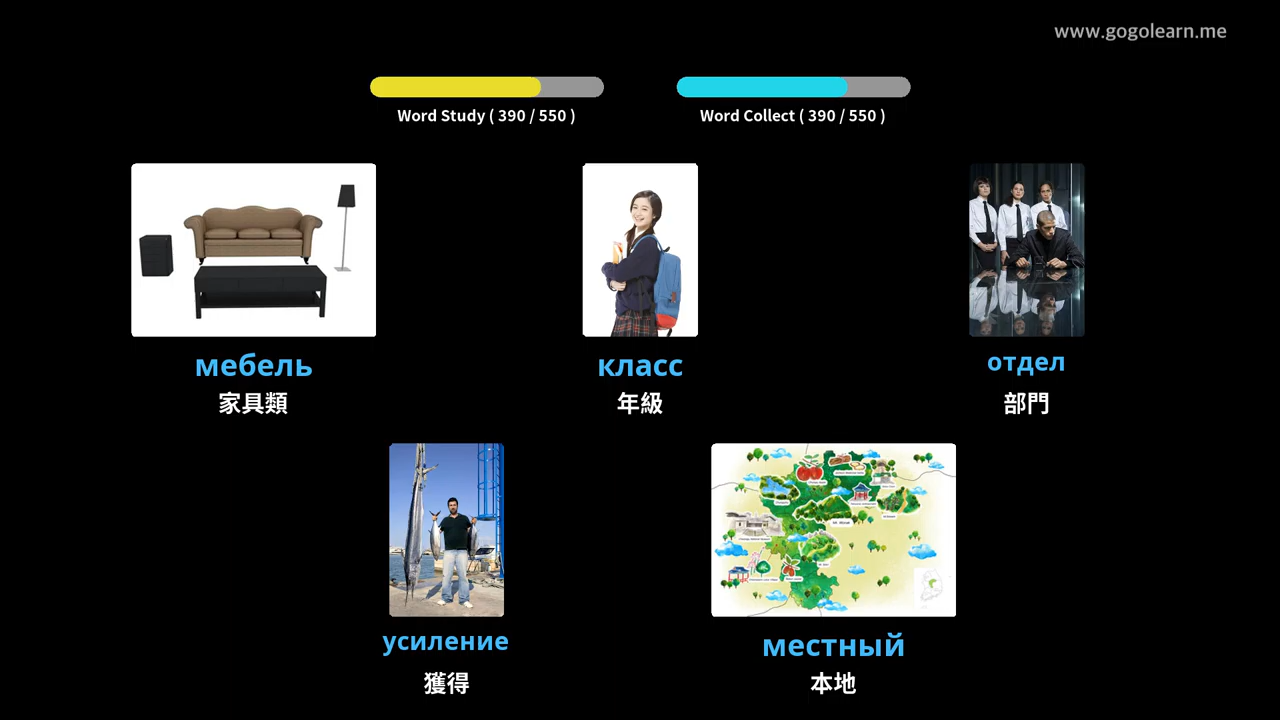 www.gogolearn.me
Word Study ( 390 / 550 )
Word Collect ( 390 / 550 )
мебель
家具類
класс
年級
отдел
部門
усиление
獲得
местный
本地